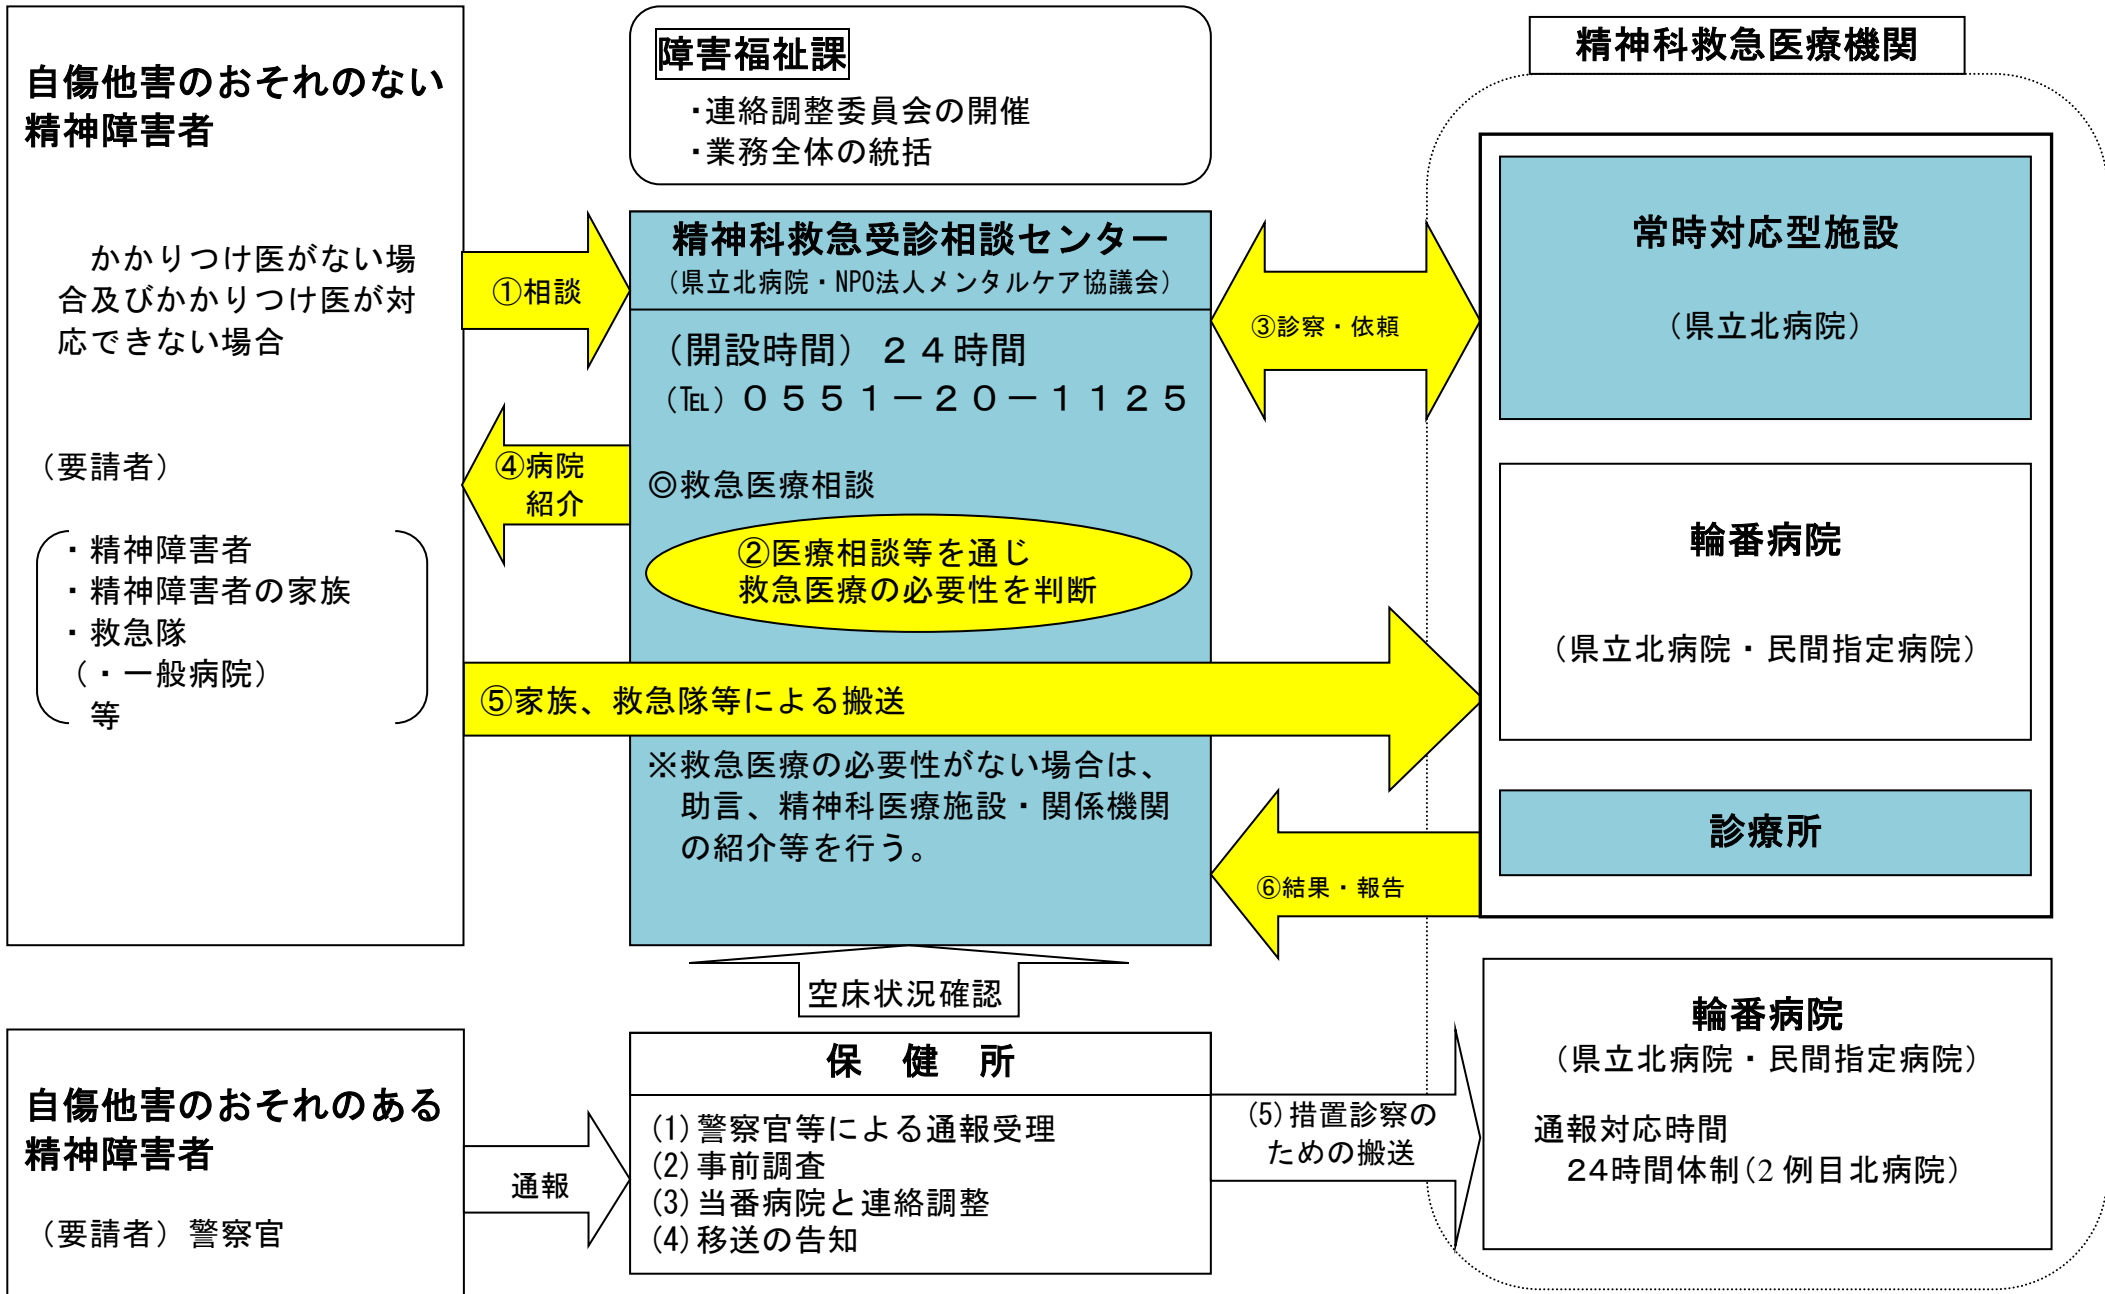 自傷他害のおそれのない
精神障害者
かかりつけ医がない場
合及びかかりつけ医が対
応できない場合
（要請者）
・精神障害者
・精神障害者の家族
・救急隊
（・一般病院）
等
障害福祉課
・連絡調整委員会の開催
・業務全体の統括
①相談
④病院
紹介
精神科救急受診相談センター
（県立北病院・NPO法人メンタルケア協議会）
（開設時間）２４時間
（℡）０５５１－２０－１１２５
◎救急医療相談
②医療相談等を通じ
救急医療の必要性を判断
⑤家族、救急隊等による搬送
※救急医療の必要性がない場合は、
助言、精神科医療施設・関係機関
の紹介等を行う。
③診察・依頼
⑥結果・報告
精神科救急医療機関
常時対応型施設
（県立北病院）
輪番病院
（県立北病院・民間指定病院）
診療所
空床状況確認
自傷他害のおそれのある
精神障害者
（要請者）警察官
通報
保　健　所
(1)警察官等による通報受理
(2)事前調査
(3)当番病院と連絡調整
(4)移送の告知
(5)措置診察の
ための搬送
輪番病院
（県立北病院・民間指定病院）
通報対応時間
24時間体制(2 例目北病院)